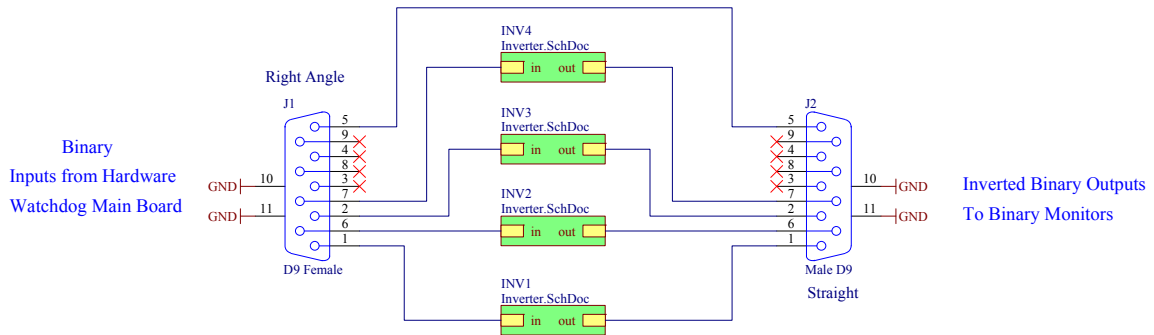 INV4
Inverter.SchDoc
in out
Right Angle
J1
5
9
4
8
3
7
2
6
1
10
11
GND
GND
D9 Female
Binary
Inputs from Hardware
Watchdog Main Board
INV3
Inverter.SchDoc
in out
INV2
Inverter.SchDoc
in out
INV1
Inverter.SchDoc
in out
J2
5
9
4
8
3
7
2
6
1
10
11
GND
GND
Male D9
Straight
Inverted Binary Outputs
To Binary Monitors